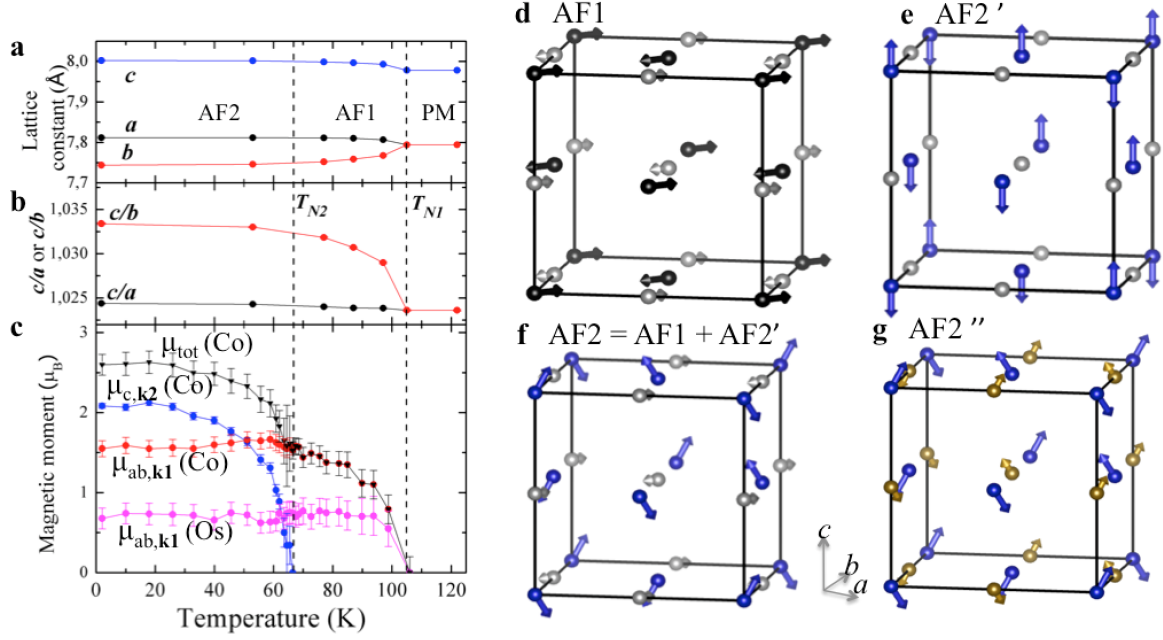 a
8,0
7,9
7,8
7,7
Lattice
constant (Å)
c
AF2
AF1
PM
a
b
b
1,035
1,030
1,025
c/a or c/b
c/b
T_N2
T_N1
c/a
c
3
2
1
0
Magnetic moment (μ_B)
μ_tot (Co)
μ_c,k2 (Co)
μ_ab,k1 (Co)
μ_ab,k1 (Os)
0
20
40
60
80
100
120
Temperature (K)
d AF1
e AF2 '
f AF2 = AF1 + AF2'
g AF2 ''
c
b
a